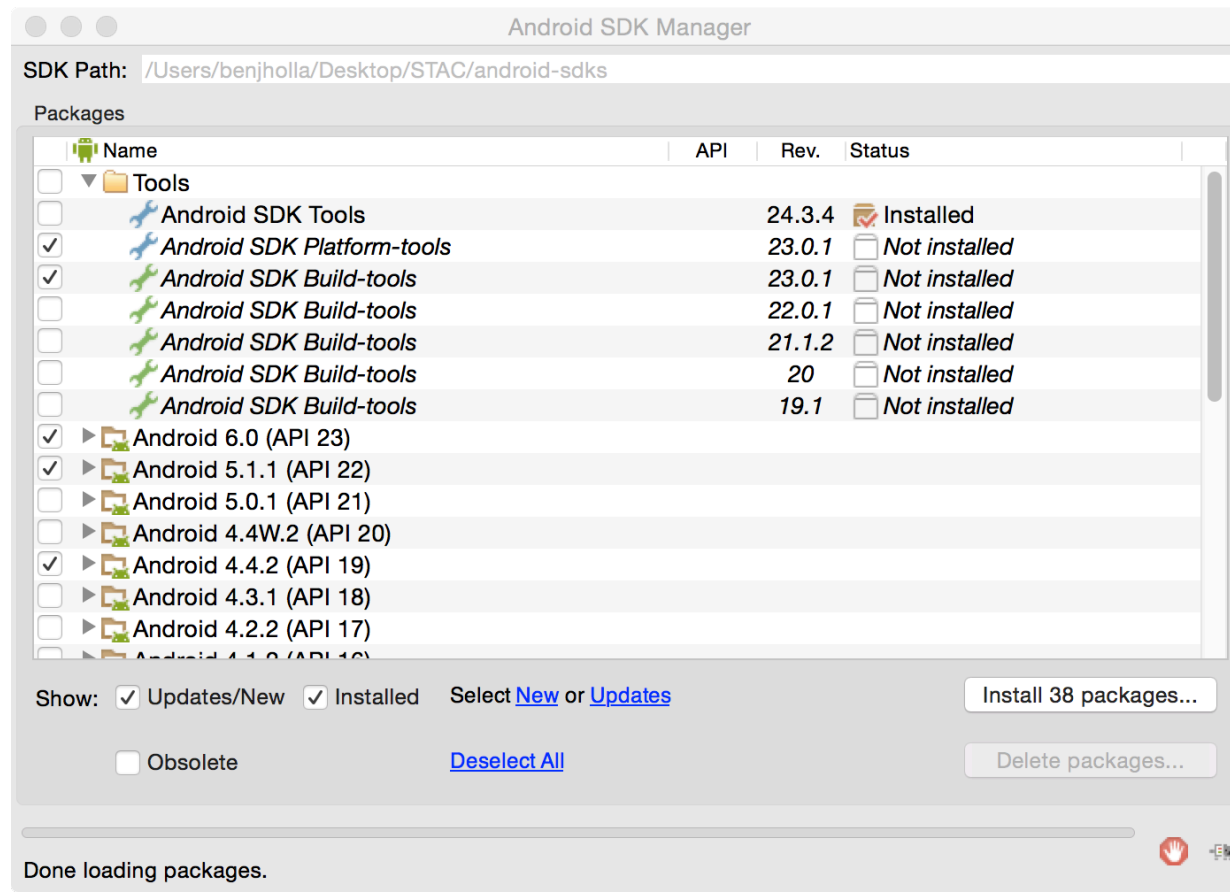 Android SDK Manager
SDK Path: /Users/benjholla/Desktop/STAC/android-sdks
Packages
Name API Rev. Status
Tools
Android SDK Tools 24.3.4 Installed
Android SDK Platform-tools 23.0.1 Not installed
Android SDK Build-tools 23.0.1 Not installed
Android SDK Build-tools 22.0.1 Not installed
Android SDK Build-tools 21.1.2 Not installed
Android SDK Build-tools 20 Not installed
Android SDK Build-tools 19.1 Not installed
Android 6.0 (API 23)
Android 5.1.1 (API 22)
Android 5.0.1 (API 21)
Android 4.4W.2 (API 20)
Android 4.4.2 (API 19)
Android 4.3.1 (API 18)
Android 4.2.2 (API 17)
Android 4.1.2 (API 16)
Show: Updates/New Installed Select New or Updates Install 38 packages...
Obsolete Deselect All Delete packages...
Done loading packages.